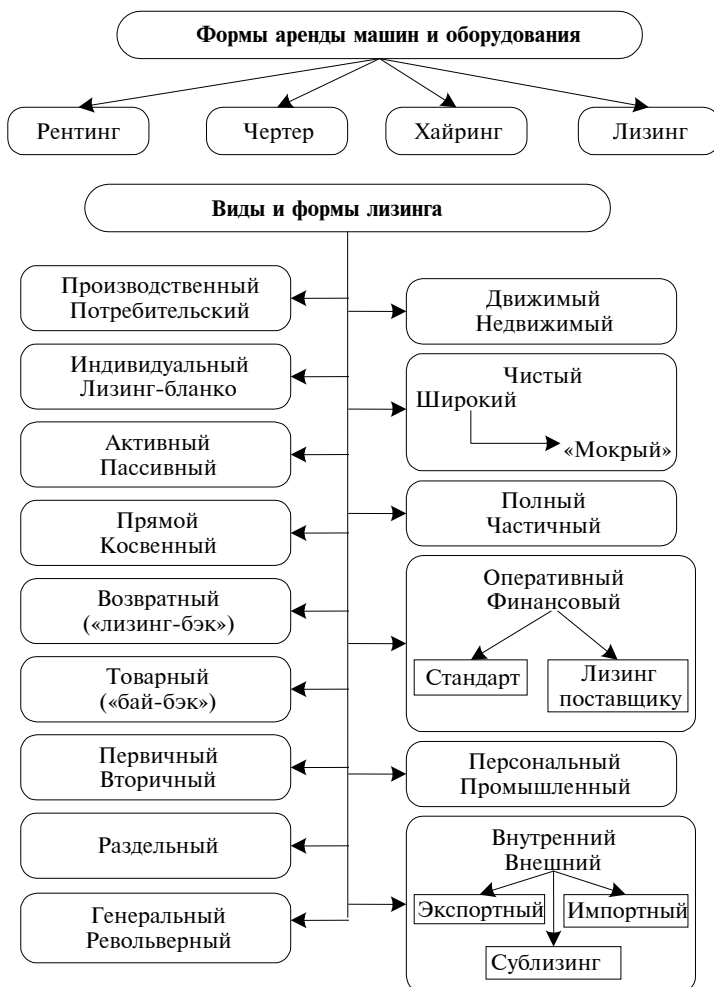 Формы аренды машин и оборудования
Рентинг
Чертер
Хайринг
Лизинг
Виды и формы лизинга
Производственный
Потребительский
Индивидуальный
Лизинг-бланко
Активный
Пассивный
Прямой
Косвенный
Возвратный
(«лизинг-бэк»)
Товарный
(«бай-бэк»)
Первичный
Вторичный
Раздельный
Генеральный
Револьверный
Движимый
Недвижимый
Чистый
Широкий
«Мокрый»
Полный
Частичный
Оперативный
Финансовый
Стандарт
Лизинг
поставщику
Персональный
Промышленный
Внутренний
Внешний
Экспортный
Импортный
Сублизинг